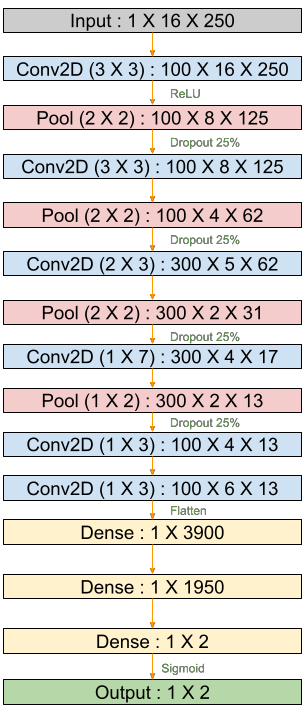 Input : 1 X 16 X 250
Conv2D (3 X 3) : 100 X 16 X 250
ReLU
Pool (2 X 2) : 100 X 8 X 125
Dropout 25%
Conv2D (3 X 3) : 100 X 8 X 125
Pool (2 X 2) : 100 X 4 X 62
Dropout 25%
Conv2D (2 X 3) : 300 X 5 X 62
Pool (2 X 2) : 300 X 2 X 31
Dropout 25%
Conv2D (1 X 7) : 300 X 4 X 17
Pool (1 X 2) : 300 X 2 X 13
Dropout 25%
Conv2D (1 X 3) : 100 X 4 X 13
Conv2D (1 X 3) : 100 X 6 X 13
Flatten
Dense : 1 X 3900
Dense : 1 X 1950
Dense : 1 X 2
Sigmoid
Output : 1 X 2